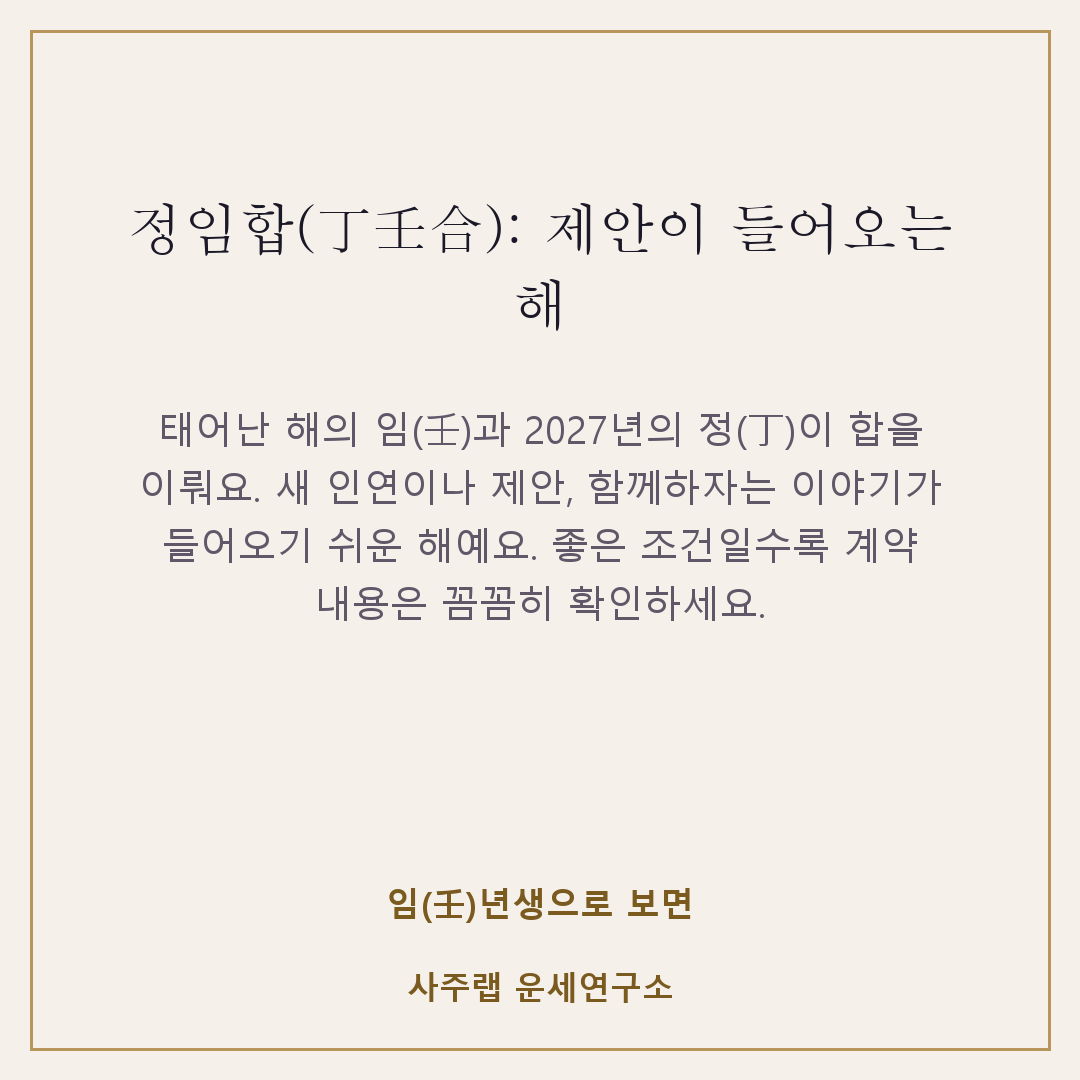 정임합(丁壬合): 제안이 들어오는
해
태어난 해의 임(壬)과 2027년의 정(丁)이 합을
이뤄요. 새 인연이나 제안, 함께하자는 이야기가
들어오기 쉬운 해예요. 좋은 조건일수록 계약
내용은 꼼꼼히 확인하세요.
임(壬)년생으로 보면
사주랩 운세연구소